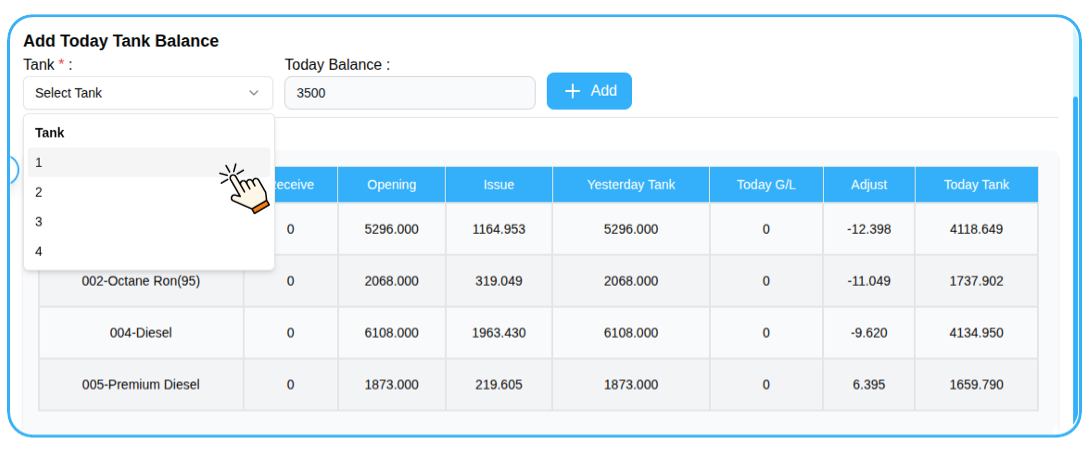 Add Today Tank Balance
Tank * : Today Balance :
Select Tank 3500 + Add
Tank
1
2
3
4
Opening Issue Yesterday Tank Today G/L Adjust Today Tank
0 5296.000 1164.953 5296.000 0 -12.398 4118.649
002-Octane Ron(95) 0 2068.000 319.049 2068.000 0 -11.049 1737.902
004-Diesel 0 6108.000 1963.430 6108.000 0 -9.620 4134.950
005-Premium Diesel 0 1873.000 219.605 1873.000 0 6.395 1659.790